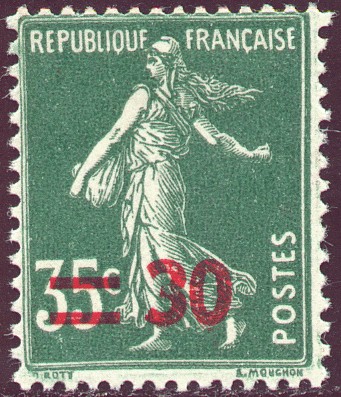 REPUBLIQUE FRANÇAISE
POSTES
35c 30
O. ROTY
E. MOUCHON